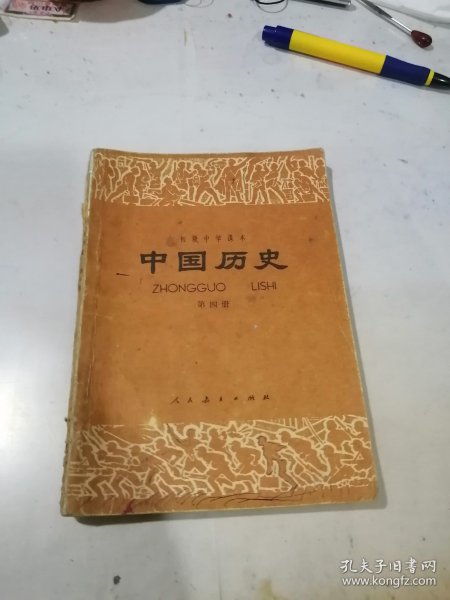 初级中学课本
中国历史
ZHONGGUO LISHI
第四册
人民教育出版社
孔夫子旧书网
www.kongfz.com